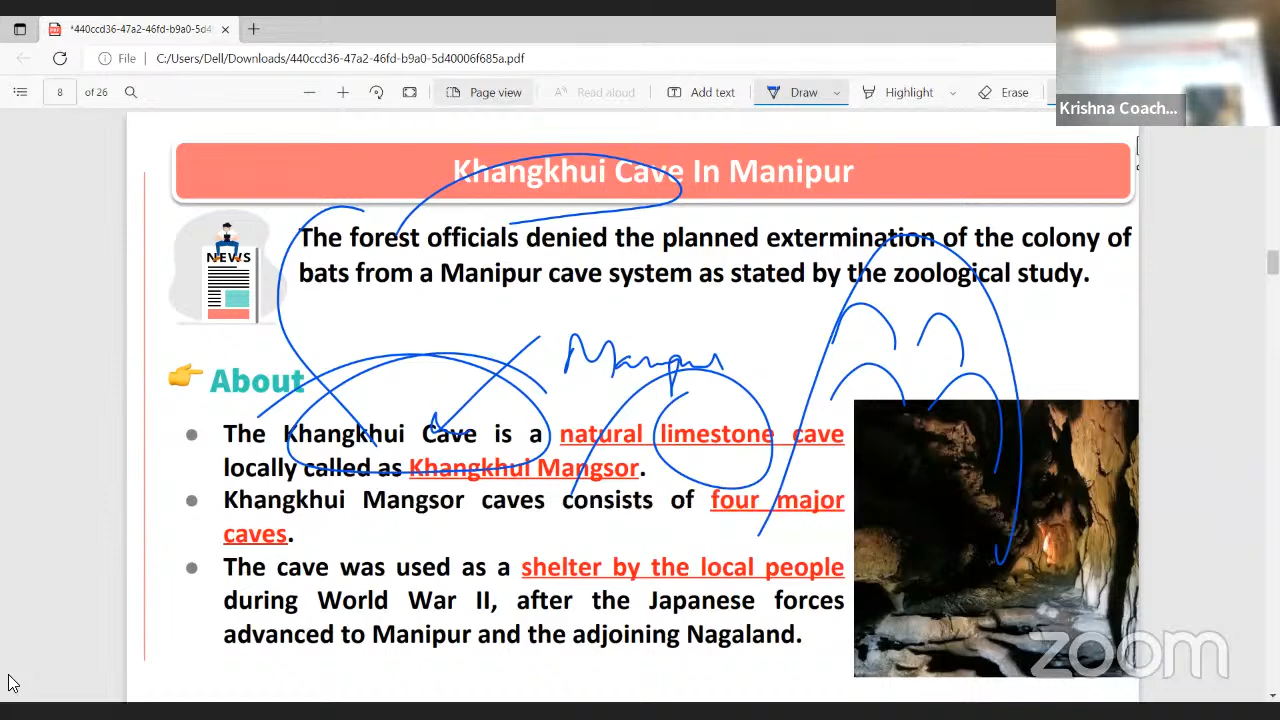 *440ccd36-47a2-46fd-b9a0-5d4
File C:/Users/Dell/Downloads/440ccd36-47a2-46fd-b9a0-5d40006f685a.pdf
8 of 26 Page view Read aloud Add text Draw Highlight Erase
Krishna Coach...
Khangkhui Cave In Manipur
NEWS
The forest officials denied the planned extermination of the colony of
bats from a Manipur cave system as stated by the zoological study.
Manipur
About
The Khangkhui Cave is a natural limestone cave
locally called as Khangkhui Mangsor.
Khangkhui Mangsor caves consists of four major
caves.
The cave was used as a shelter by the local people
during World War II, after the Japanese forces
advanced to Manipur and the adjoining Nagaland.
zoom